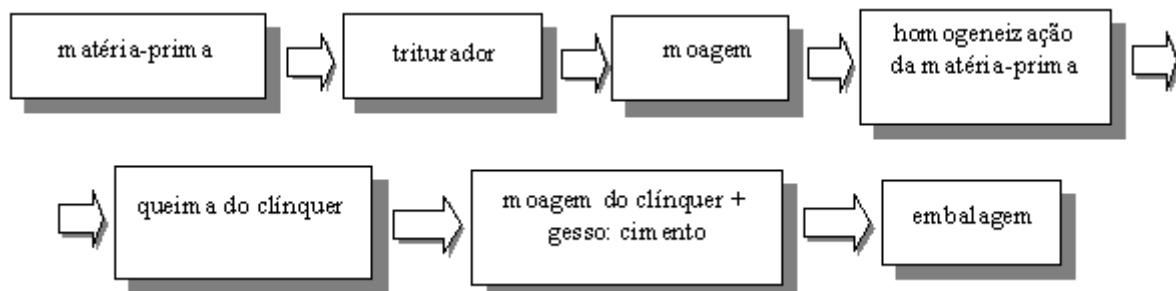 matéria-prima
triturador
moagem
homogeneização
da matéria-prima
queima do clínquer
moagem do clínquer +
gesso: cimento
embalagem